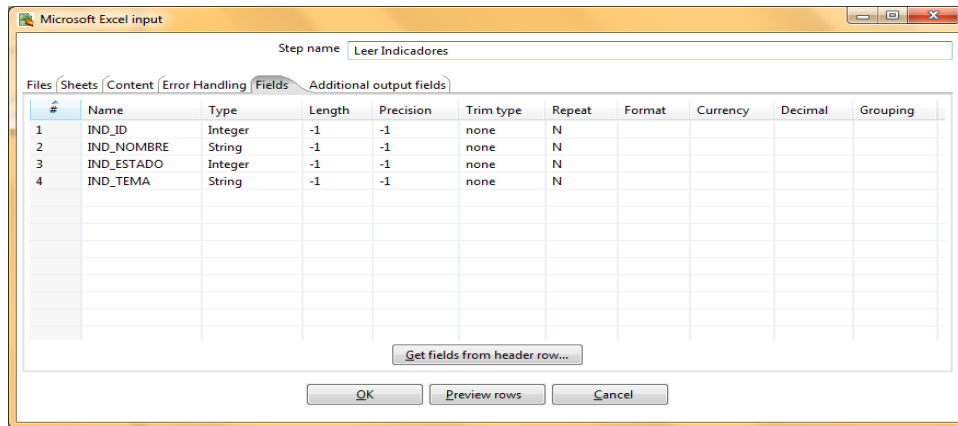 Microsoft Excel input
Step name Leer Indicadores
Files Sheets Content Error Handling Fields Additional output fields
# Name Type Length Precision Trim type Repeat Format Currency Decimal Grouping
1 IND_ID Integer -1 -1 none N
2 IND_NOMBRE String -1 -1 none N
3 IND_ESTADO Integer -1 -1 none N
4 IND_TEMA String -1 -1 none N
Get fields from header row...
OK Preview rows Cancel